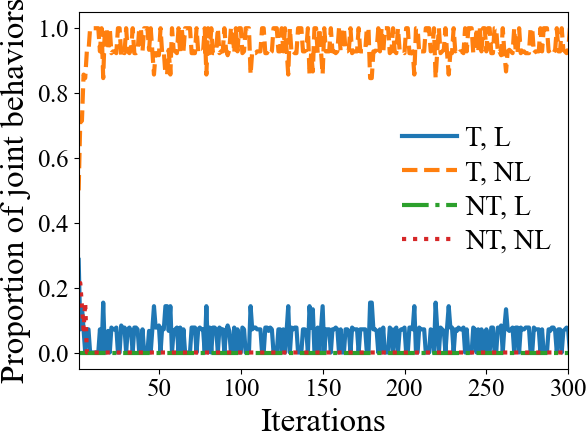 Proportion of joint behaviors
1.0
0.8
0.6
0.4
0.2
0.0
T, L
T, NL
NT, L
NT, NL
50 100 150 200 250 300
Iterations